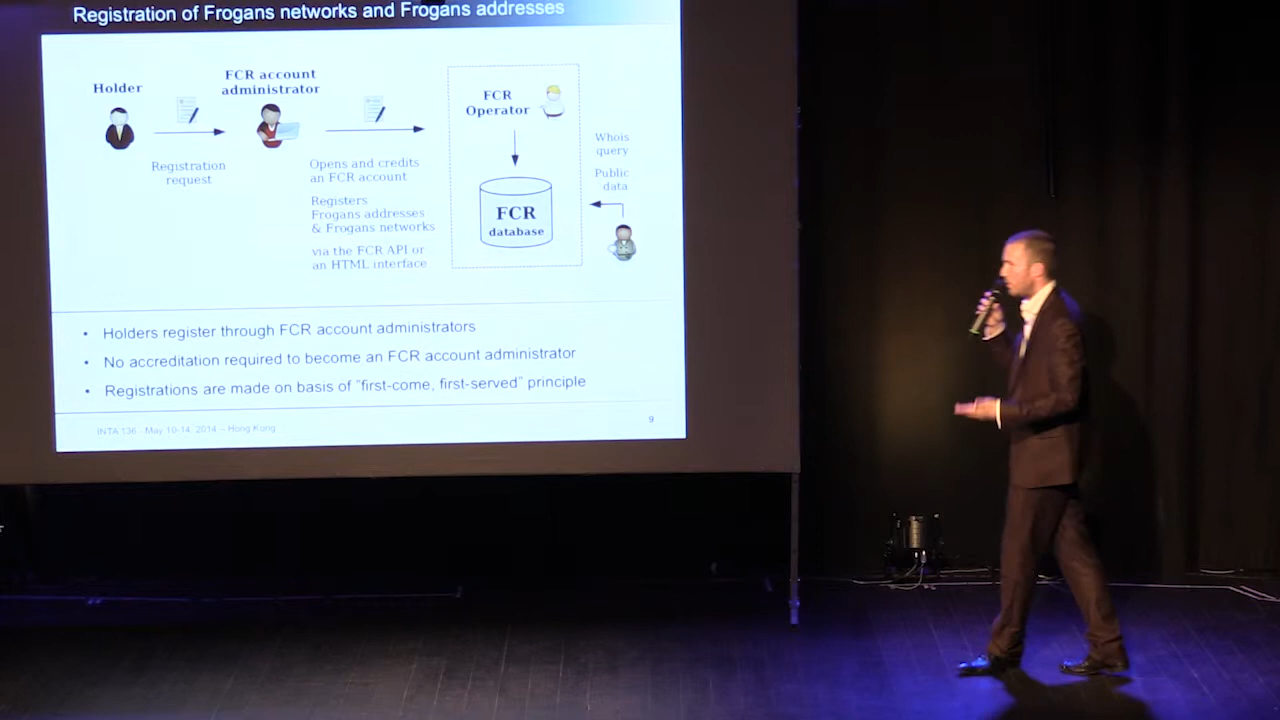 Registration of Frogans networks and Frogans addresses
Holder
FCR account
administrator
FCR
Operator
Registration
request
Opens and credits
an FCR account
Registers
Frogans addresses
& Frogans networks
via the FCR API or
an HTML interface
FCR
database
Whois
query
Public
data
• Holders register through FCR account administrators
• No accreditation required to become an FCR account administrator
• Registrations are made on basis of "first-come, first-served" principle
INTA 136 - May 10-14, 2014 – Hong Kong
9